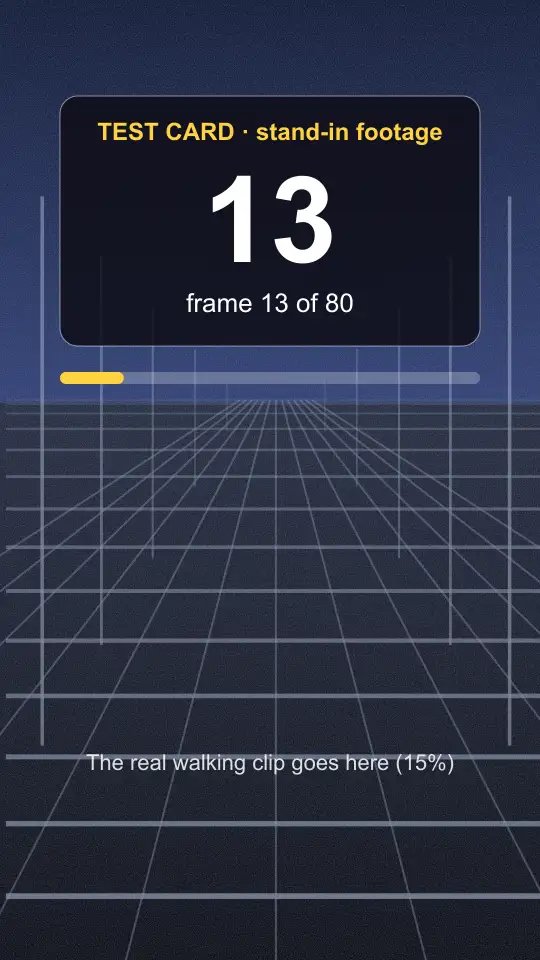 TEST CARD · stand-in footage
13
frame 13 of 80
The real walking clip goes here (15%)